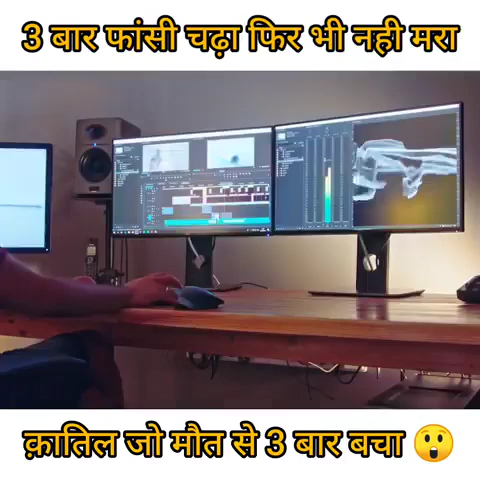 3 बार फांसी चढ़ा फिर भी नही मरा
क़ातिल जो मौत से 3 बार बचा 😲